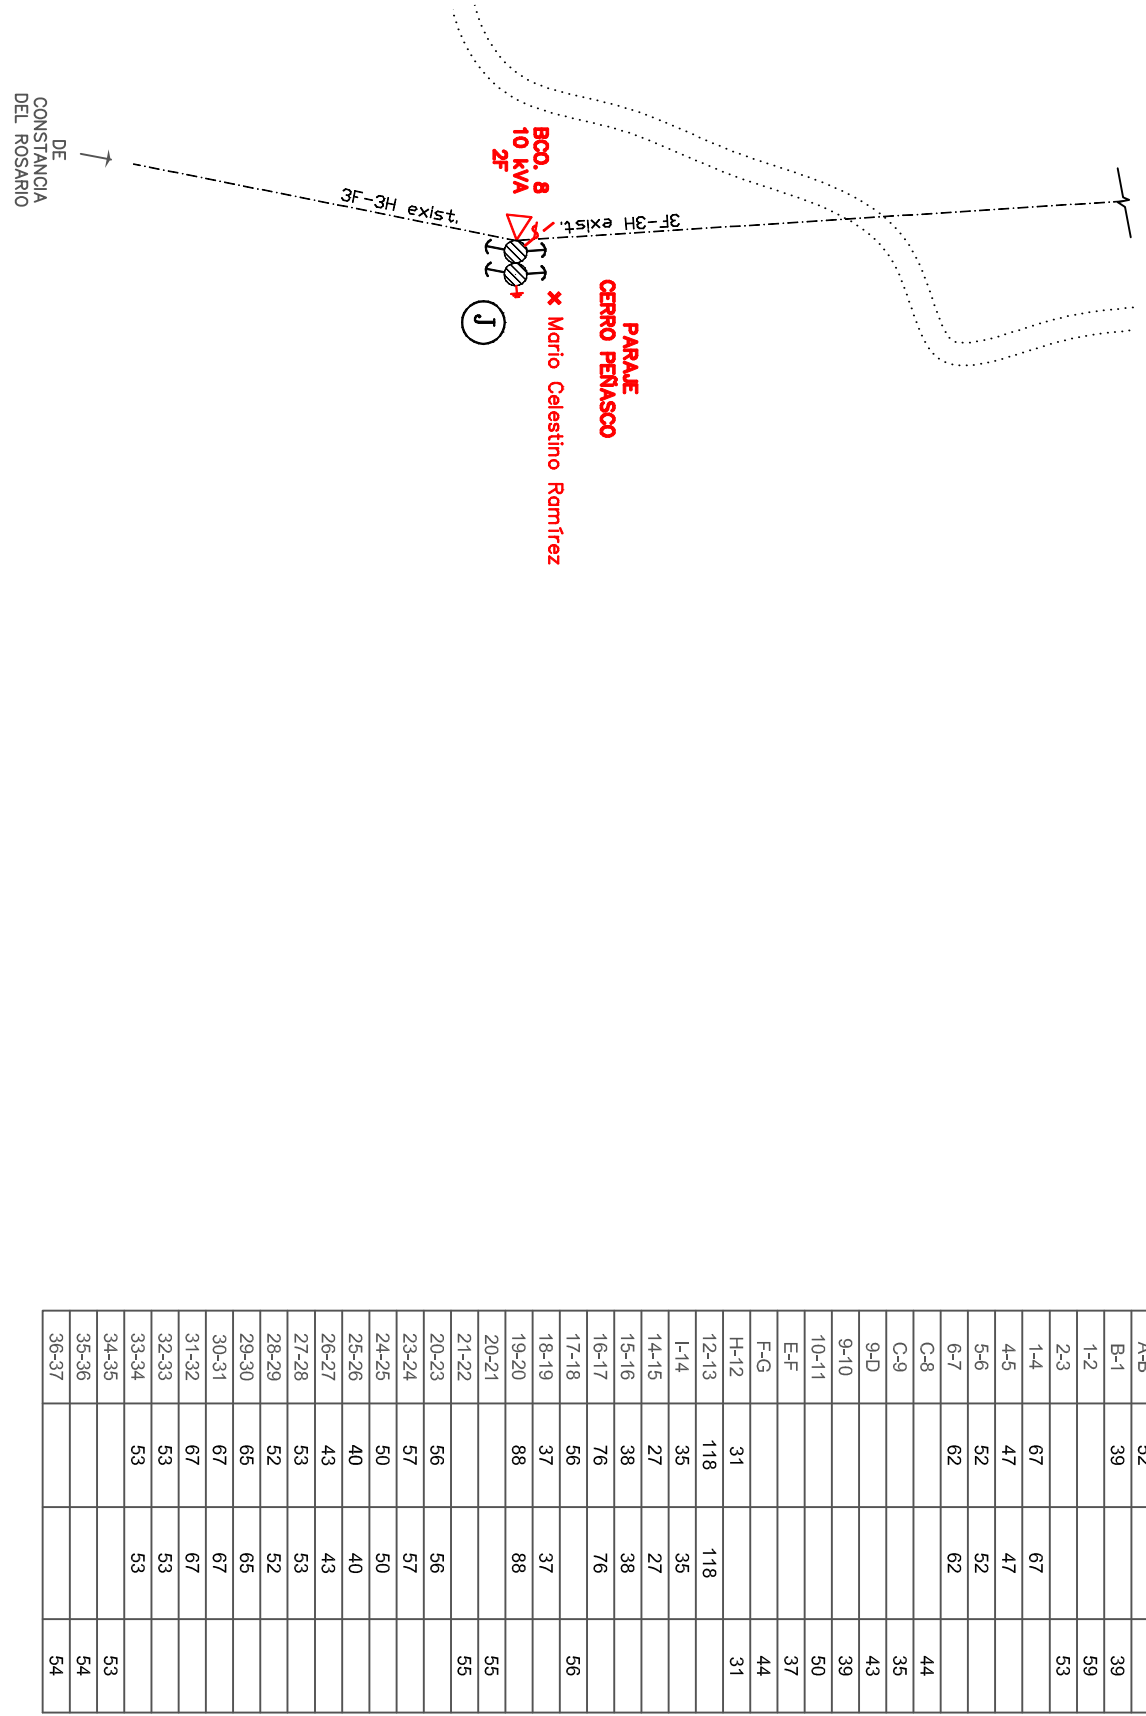 3F-3H exist.
PARAJE
CERRO PEÑASCO
× Mario Celestino Ramírez
BCO. 8
10 kVA
2F
J
3F-3H exist.
DE
CONSTANCIA
DEL ROSARIO
A-B 52
B-1 39 39
1-2 59
2-3 53
1-4 67 67
4-5 47 47
5-6 52 52
6-7 62 62
C-8 44
C-9 35
9-D 43
9-10 39
10-11 50
E-F 37
F-G 44
H-12 31 31
12-13 118 118
I-14 35 35
14-15 27 27
15-16 38 38
16-17 76 76
17-18 56 56
18-19 37 37
19-20 88 88
20-21 55
21-22 55
20-23 56 56
23-24 57 57
24-25 50 50
25-26 40 40
26-27 43 43
27-28 53 53
28-29 52 52
29-30 65 65
30-31 67 67
31-32 67 67
32-33 53 53
33-34 53 53
34-35 53
35-36 54
36-37 54